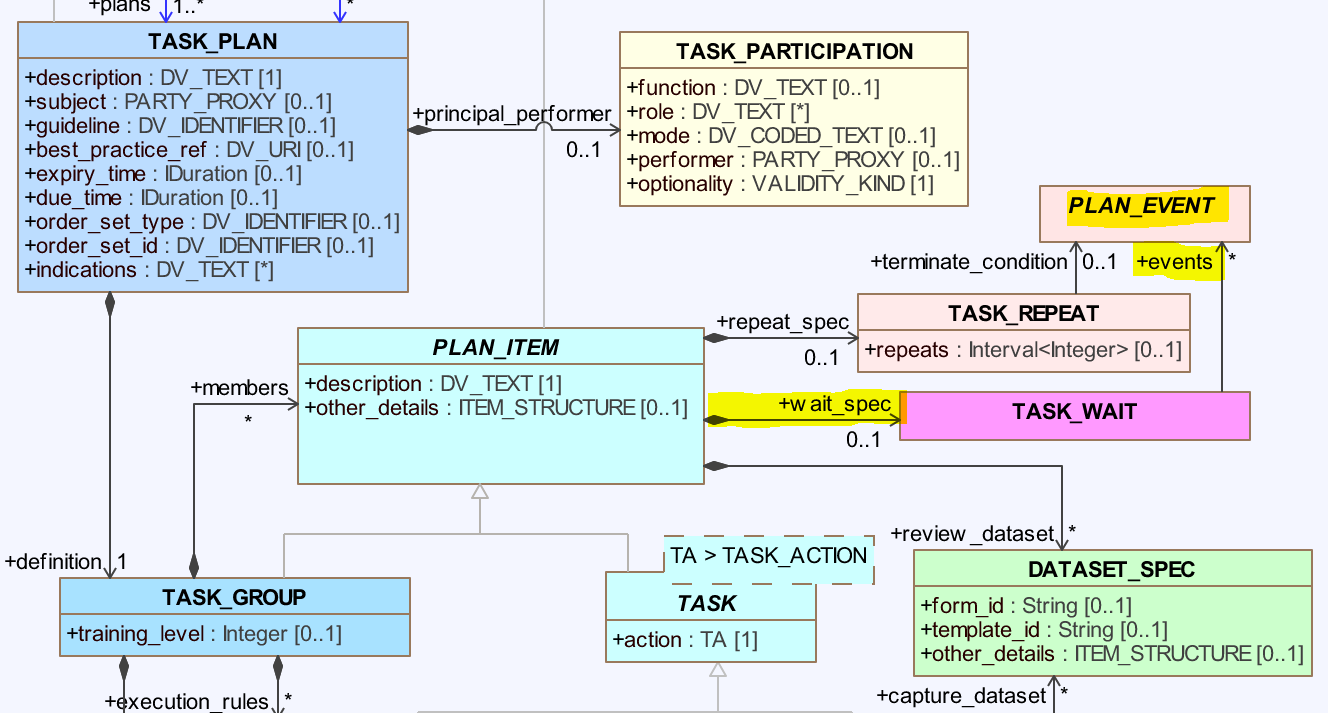 +plans 1..* *
TASK_PLAN
+description : DV_TEXT [1]
+subject : PARTY_PROXY [0..1]
+guideline : DV_IDENTIFIER [0..1]
+best_practice_ref : DV_URI [0..1]
+expiry_time : IDuration [0..1]
+due_time : IDuration [0..1]
+order_set_type : DV_IDENTIFIER [0..1]
+order_set_id : DV_IDENTIFIER [0..1]
+indications : DV_TEXT [*]
+principal_performer
0..1
TASK_PARTICIPATION
+function : DV_TEXT [0..1]
+role : DV_TEXT [*]
+mode : DV_CODED_TEXT [0..1]
+performer : PARTY_PROXY [0..1]
+optionality : VALIDITY_KIND [1]
PLAN_EVENT
+terminate_condition 0..1
+events *
TASK_REPEAT
+repeats : Interval<Integer> [0..1]
+repeat_spec
0..1
PLAN_ITEM
+description : DV_TEXT [1]
+other_details : ITEM_STRUCTURE [0..1]
+members
*
+wait_spec
0..1
TASK_WAIT
+review_dataset *
+definition 1
TA > TASK_ACTION
TASK_GROUP
+training_level : Integer [0..1]
TASK
+action : TA [1]
DATASET_SPEC
+form_id : String [0..1]
+template_id : String [0..1]
+other_details : ITEM_STRUCTURE [0..1]
+execution_rules *
+capture_dataset *